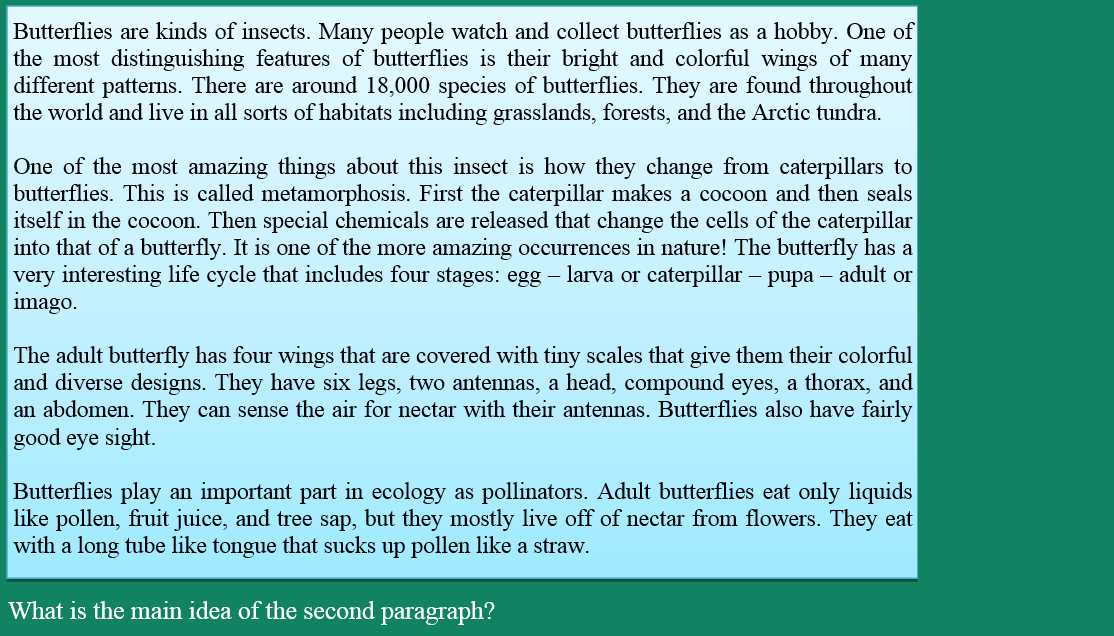 Butterflies are kinds of insects. Many people watch and collect butterflies as a hobby. One of
the most distinguishing features of butterflies is their bright and colorful wings of many
different patterns. There are around 18,000 species of butterflies. They are found throughout
the world and live in all sorts of habitats including grasslands, forests, and the Arctic tundra.
One of the most amazing things about this insect is how they change from caterpillars to
butterflies. This is called metamorphosis. First the caterpillar makes a cocoon and then seals
itself in the cocoon. Then special chemicals are released that change the cells of the caterpillar
into that of a butterfly. It is one of the more amazing occurrences in nature! The butterfly has a
very interesting life cycle that includes four stages: egg – larva or caterpillar – pupa – adult or
imago.
The adult butterfly has four wings that are covered with tiny scales that give them their colorful
and diverse designs. They have six legs, two antennas, a head, compound eyes, a thorax, and
an abdomen. They can sense the air for nectar with their antennas. Butterflies also have fairly
good eye sight.
Butterflies play an important part in ecology as pollinators. Adult butterflies eat only liquids
like pollen, fruit juice, and tree sap, but they mostly live off of nectar from flowers. They eat
with a long tube like tongue that sucks up pollen like a straw.
What is the main idea of the second paragraph?